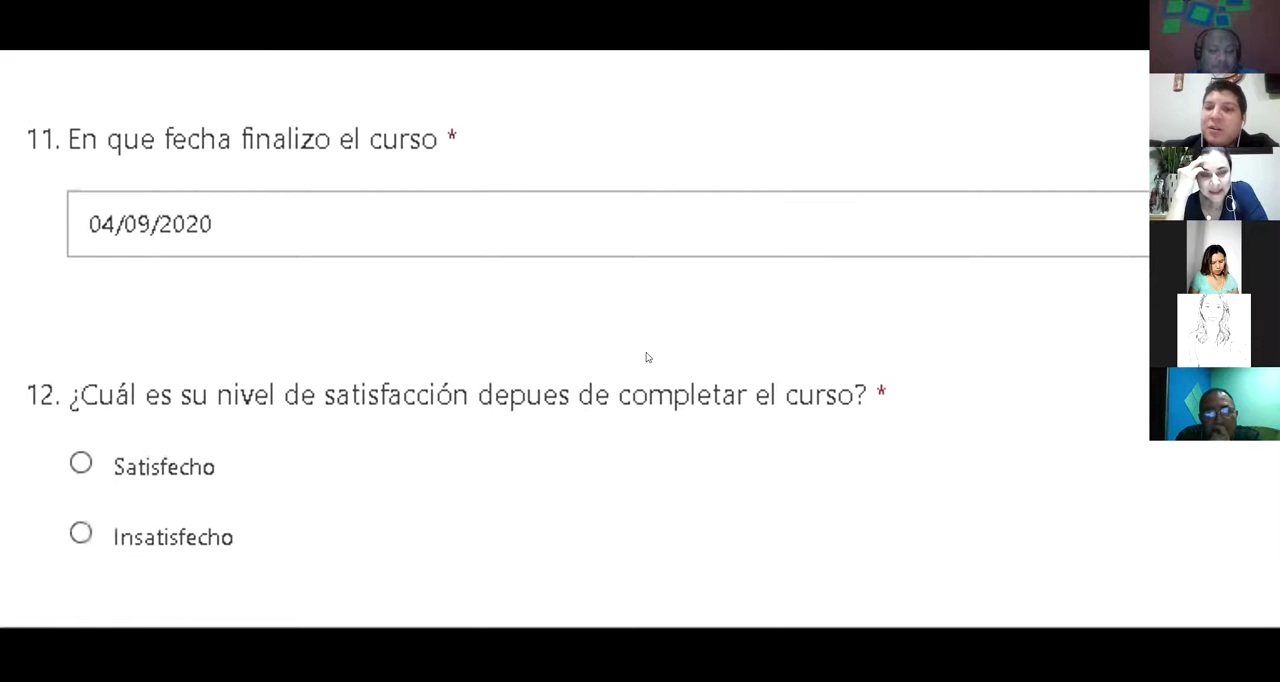 11. En que fecha finalizo el curso *
04/09/2020
12. ¿Cuál es su nivel de satisfacción depues de completar el curso? *
Satisfecho
Insatisfecho